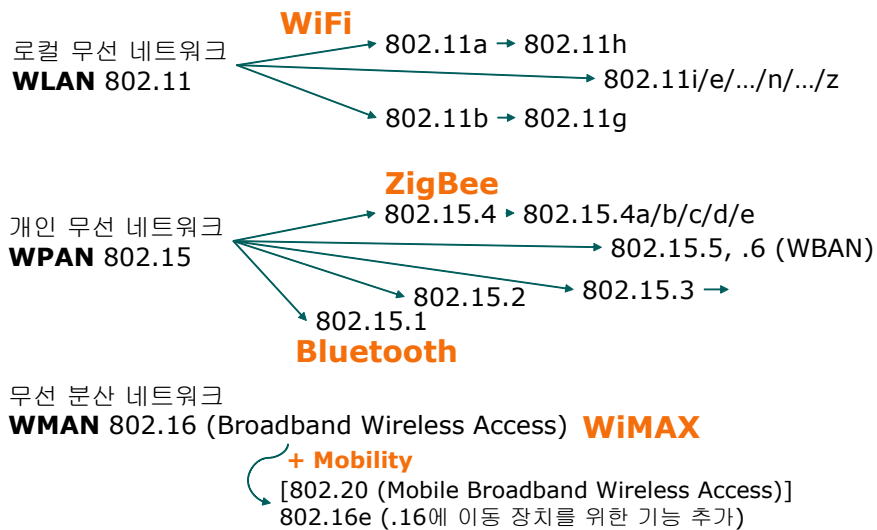 WiFi
로컬 무선 네트워크
WLAN 802.11
802.11a
802.11h
802.11i/e/…/n/…/z
802.11b
802.11g
ZigBee
개인 무선 네트워크
WPAN 802.15
802.15.4
802.15.4a/b/c/d/e
802.15.5, .6 (WBAN)
802.15.3
802.15.2
802.15.1
Bluetooth
무선 분산 네트워크
WMAN 802.16 (Broadband Wireless Access) WiMAX
+ Mobility
[802.20 (Mobile Broadband Wireless Access)]
802.16e (.16에 이동 장치를 위한 기능 추가)